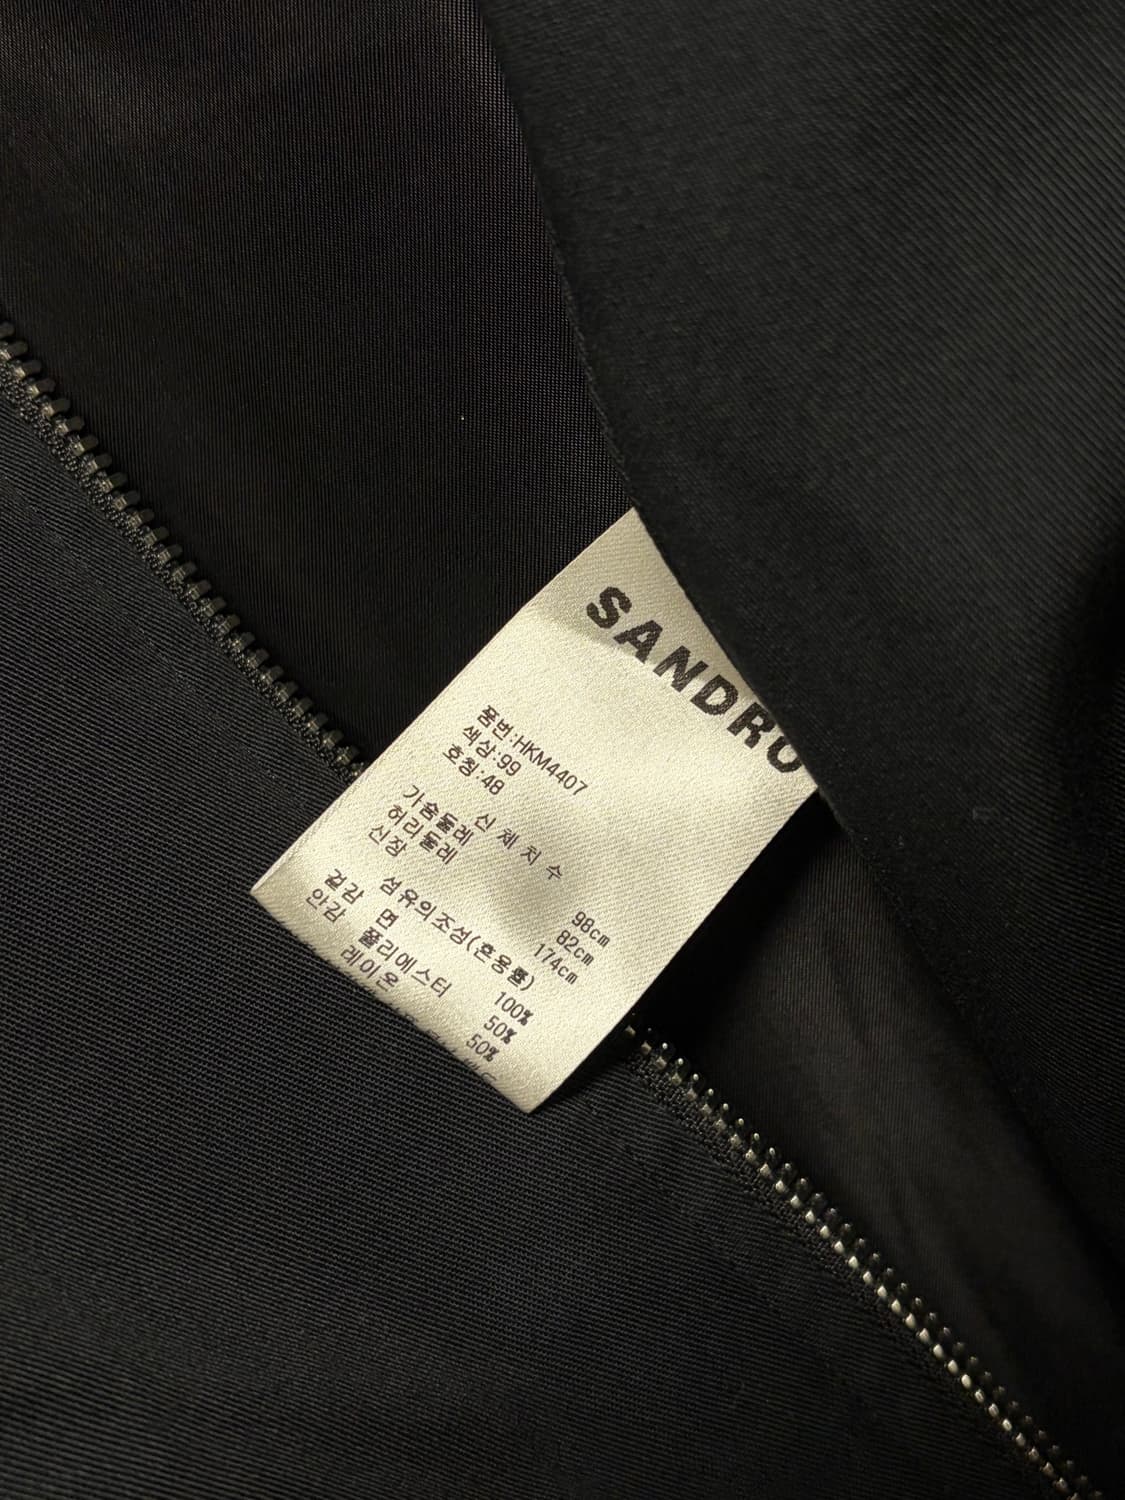 SANDRO
품번:HKM4407
색상:99
호칭:48
신 체 치 수
가슴둘레 98cm
허리둘레 82cm
신장 174cm
섬유의조성(혼용률)
겉감 면 100%
안감 폴리에스터 50%
레이온 50%